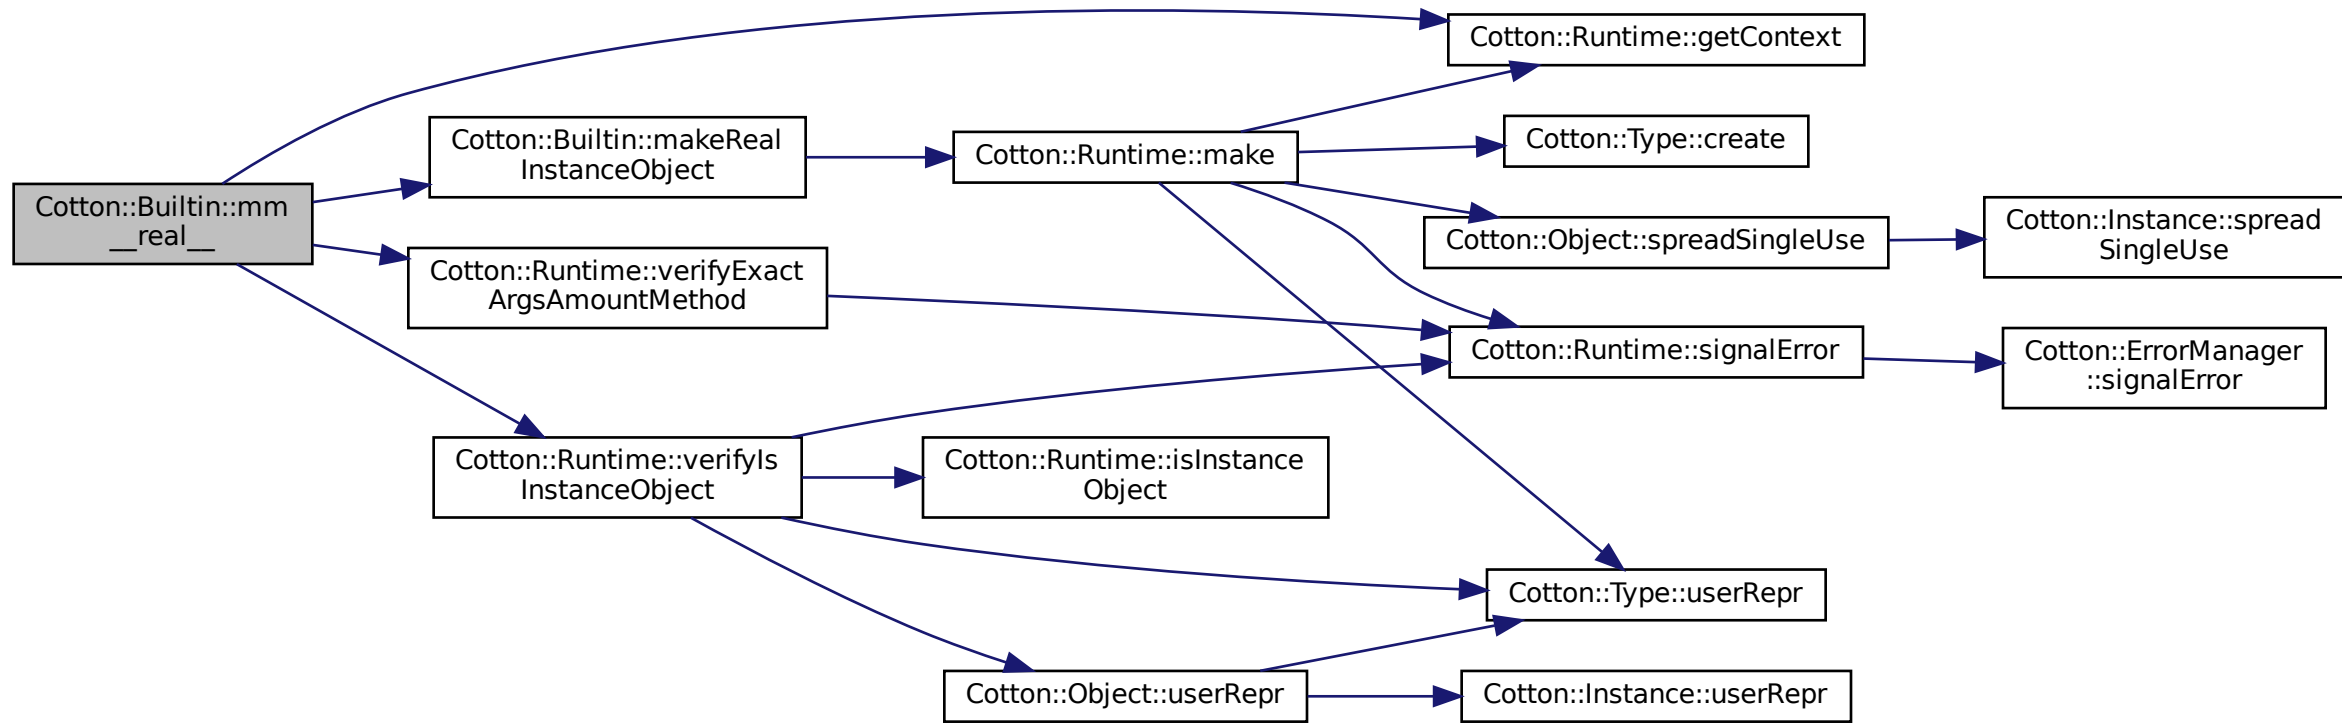 Cotton::Builtin::mm
__real__
Cotton::Runtime::getContext
Cotton::Builtin::makeReal
InstanceObject
Cotton::Runtime::make
Cotton::Type::create
Cotton::Object::spreadSingleUse
Cotton::Instance::spread
SingleUse
Cotton::Runtime::verifyExact
ArgsAmountMethod
Cotton::Runtime::signalError
Cotton::ErrorManager
::signalError
Cotton::Runtime::verifyIs
InstanceObject
Cotton::Runtime::isInstance
Object
Cotton::Type::userRepr
Cotton::Object::userRepr
Cotton::Instance::userRepr